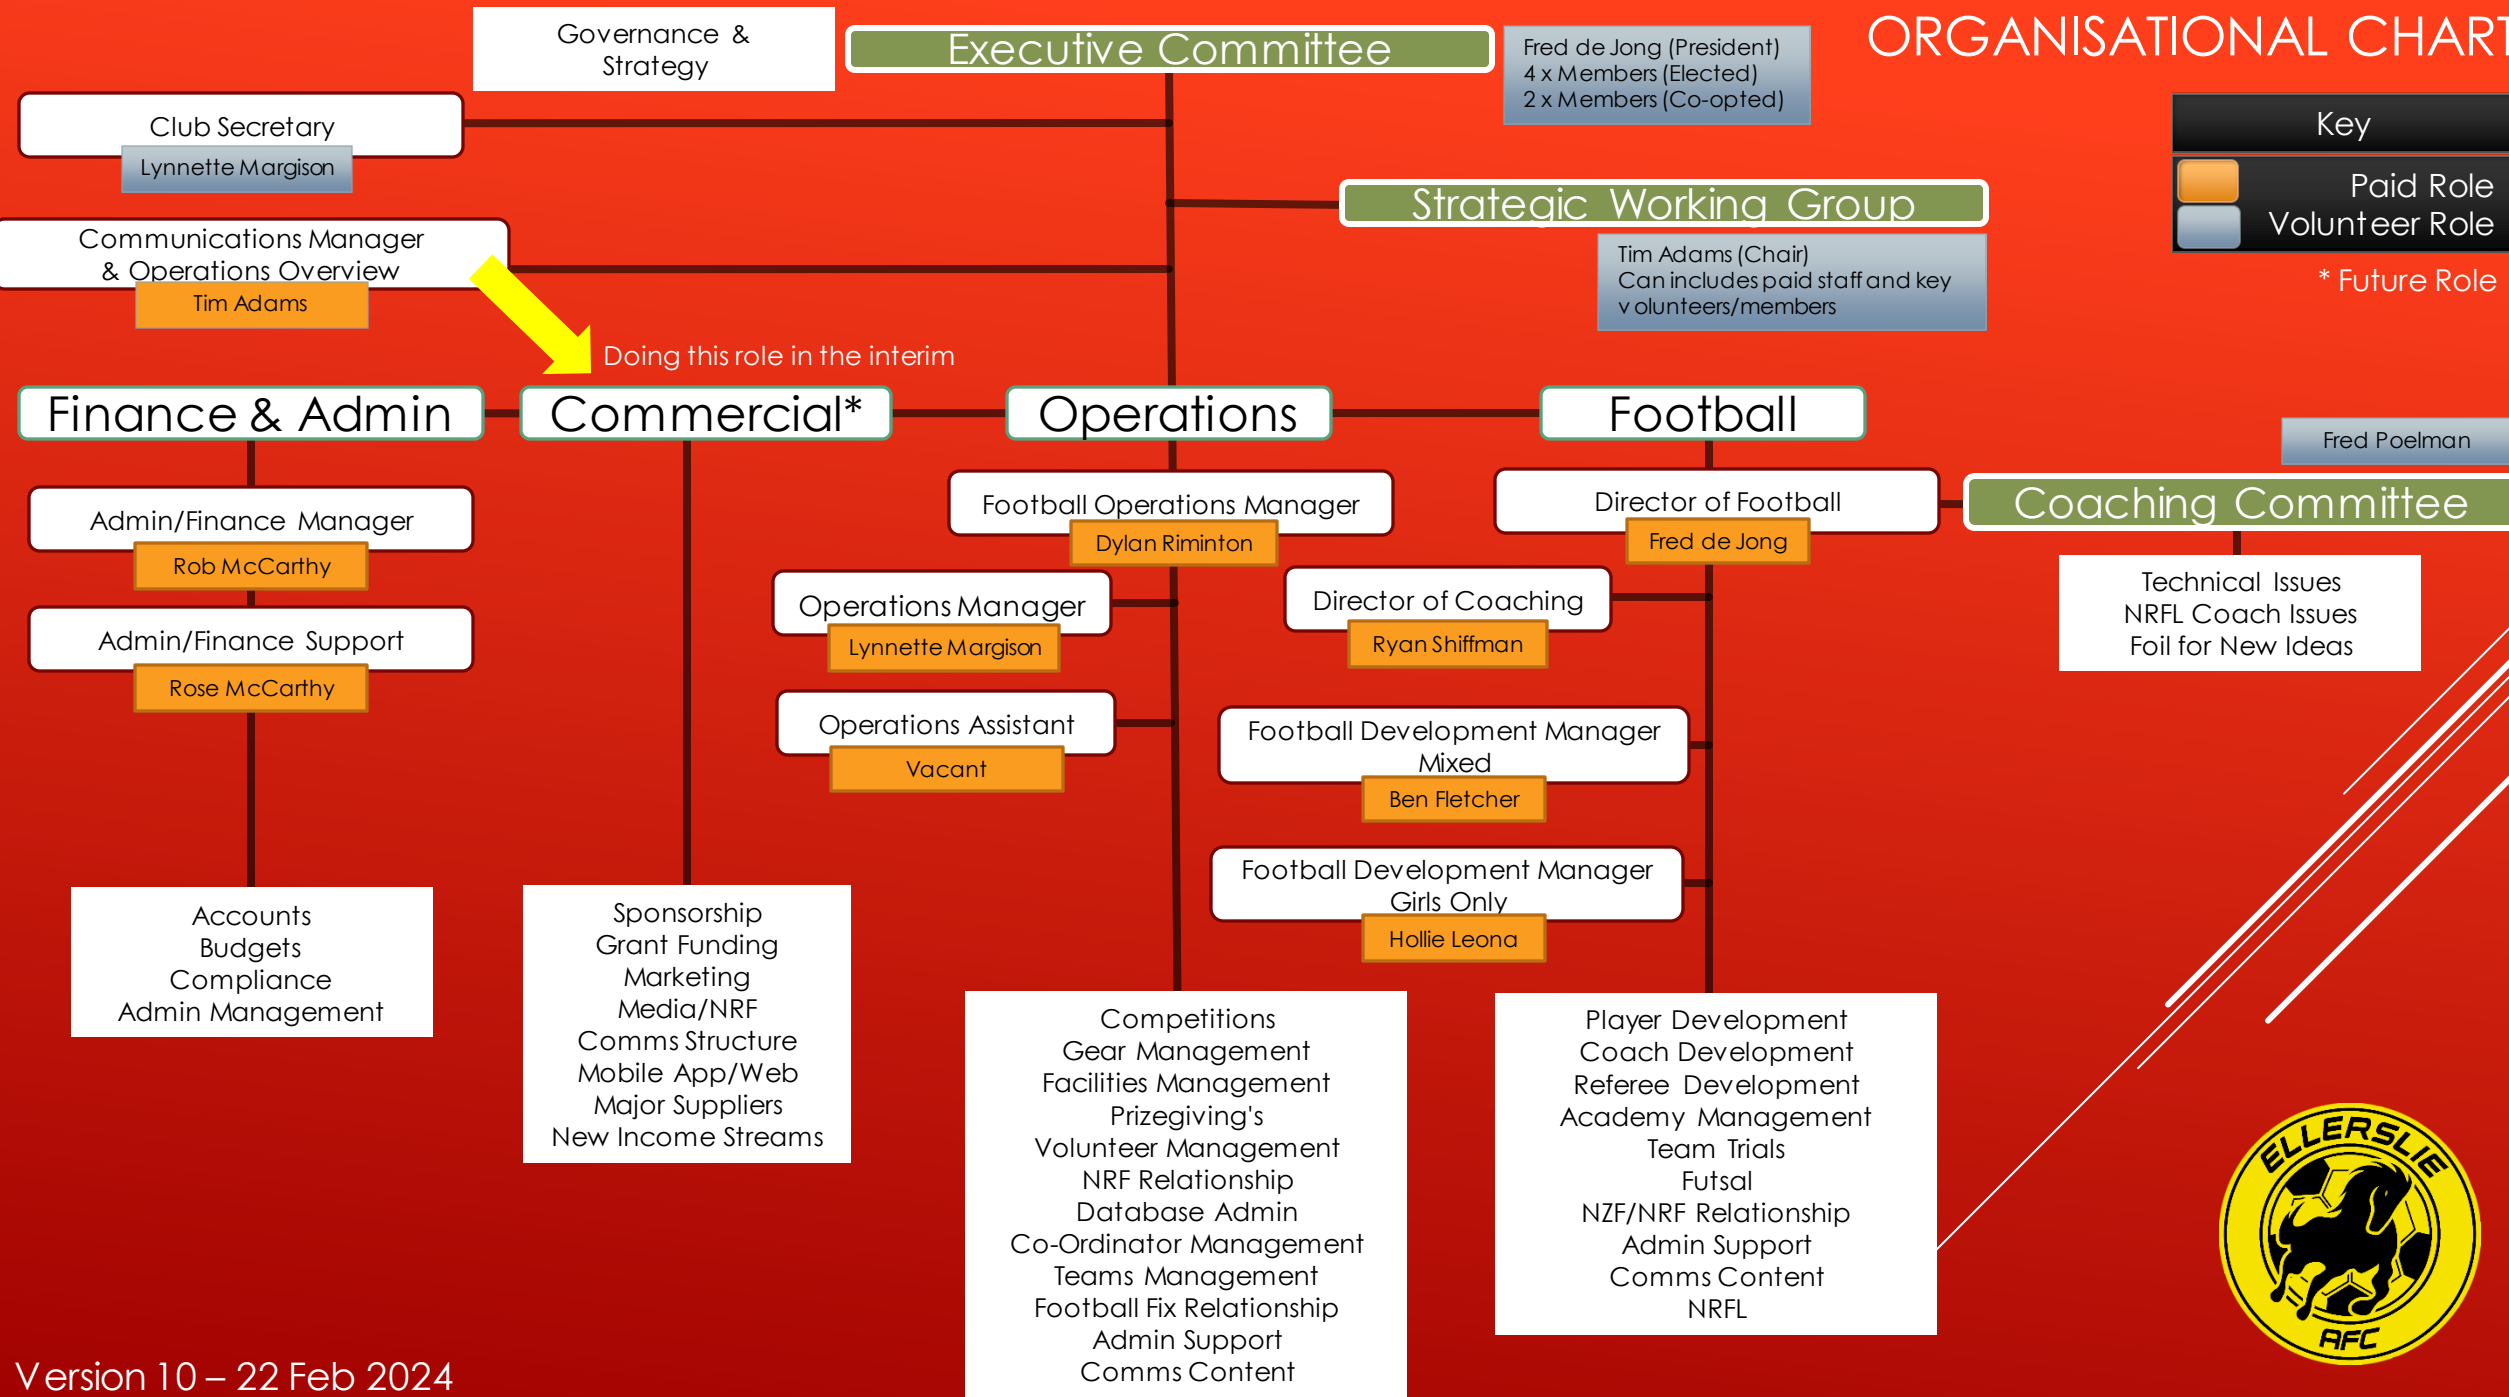 ORGANISATIONAL CHART
Governance &
Strategy
Executive Committee
Fred de Jong (President)
4 x Members (Elected)
2 x Members (Co-opted)
Key
Paid Role
Volunteer Role
* Future Role
Club Secretary
Lynnette Margison
Strategic Working Group
Tim Adams (Chair)
Can includes paid staff and key
volunteers/members
Communications Manager
& Operations Overview
Tim Adams
Doing this role in the interim
Finance & Admin
Commercial*
Operations
Football
Fred Poelman
Coaching Committee
Technical Issues
NRFL Coach Issues
Foil for New Ideas
Admin/Finance Manager
Rob McCarthy
Admin/Finance Support
Rose McCarthy
Accounts
Budgets
Compliance
Admin Management
Sponsorship
Grant Funding
Marketing
Media/NRF
Comms Structure
Mobile App/Web
Major Suppliers
New Income Streams
Football Operations Manager
Dylan Riminton
Operations Manager
Lynnette Margison
Operations Assistant
Vacant
Competitions
Gear Management
Facilities Management
Prizegiving's
Volunteer Management
NRF Relationship
Database Admin
Co-Ordinator Management
Teams Management
Football Fix Relationship
Admin Support
Comms Content
Director of Football
Fred de Jong
Director of Coaching
Ryan Shiffman
Football Development Manager
Mixed
Ben Fletcher
Football Development Manager
Girls Only
Hollie Leona
Player Development
Coach Development
Referee Development
Academy Management
Team Trials
Futsal
NZF/NRF Relationship
Admin Support
Comms Content
NRFL
ELLERSLIE
AFC
Version 10 – 22 Feb 2024